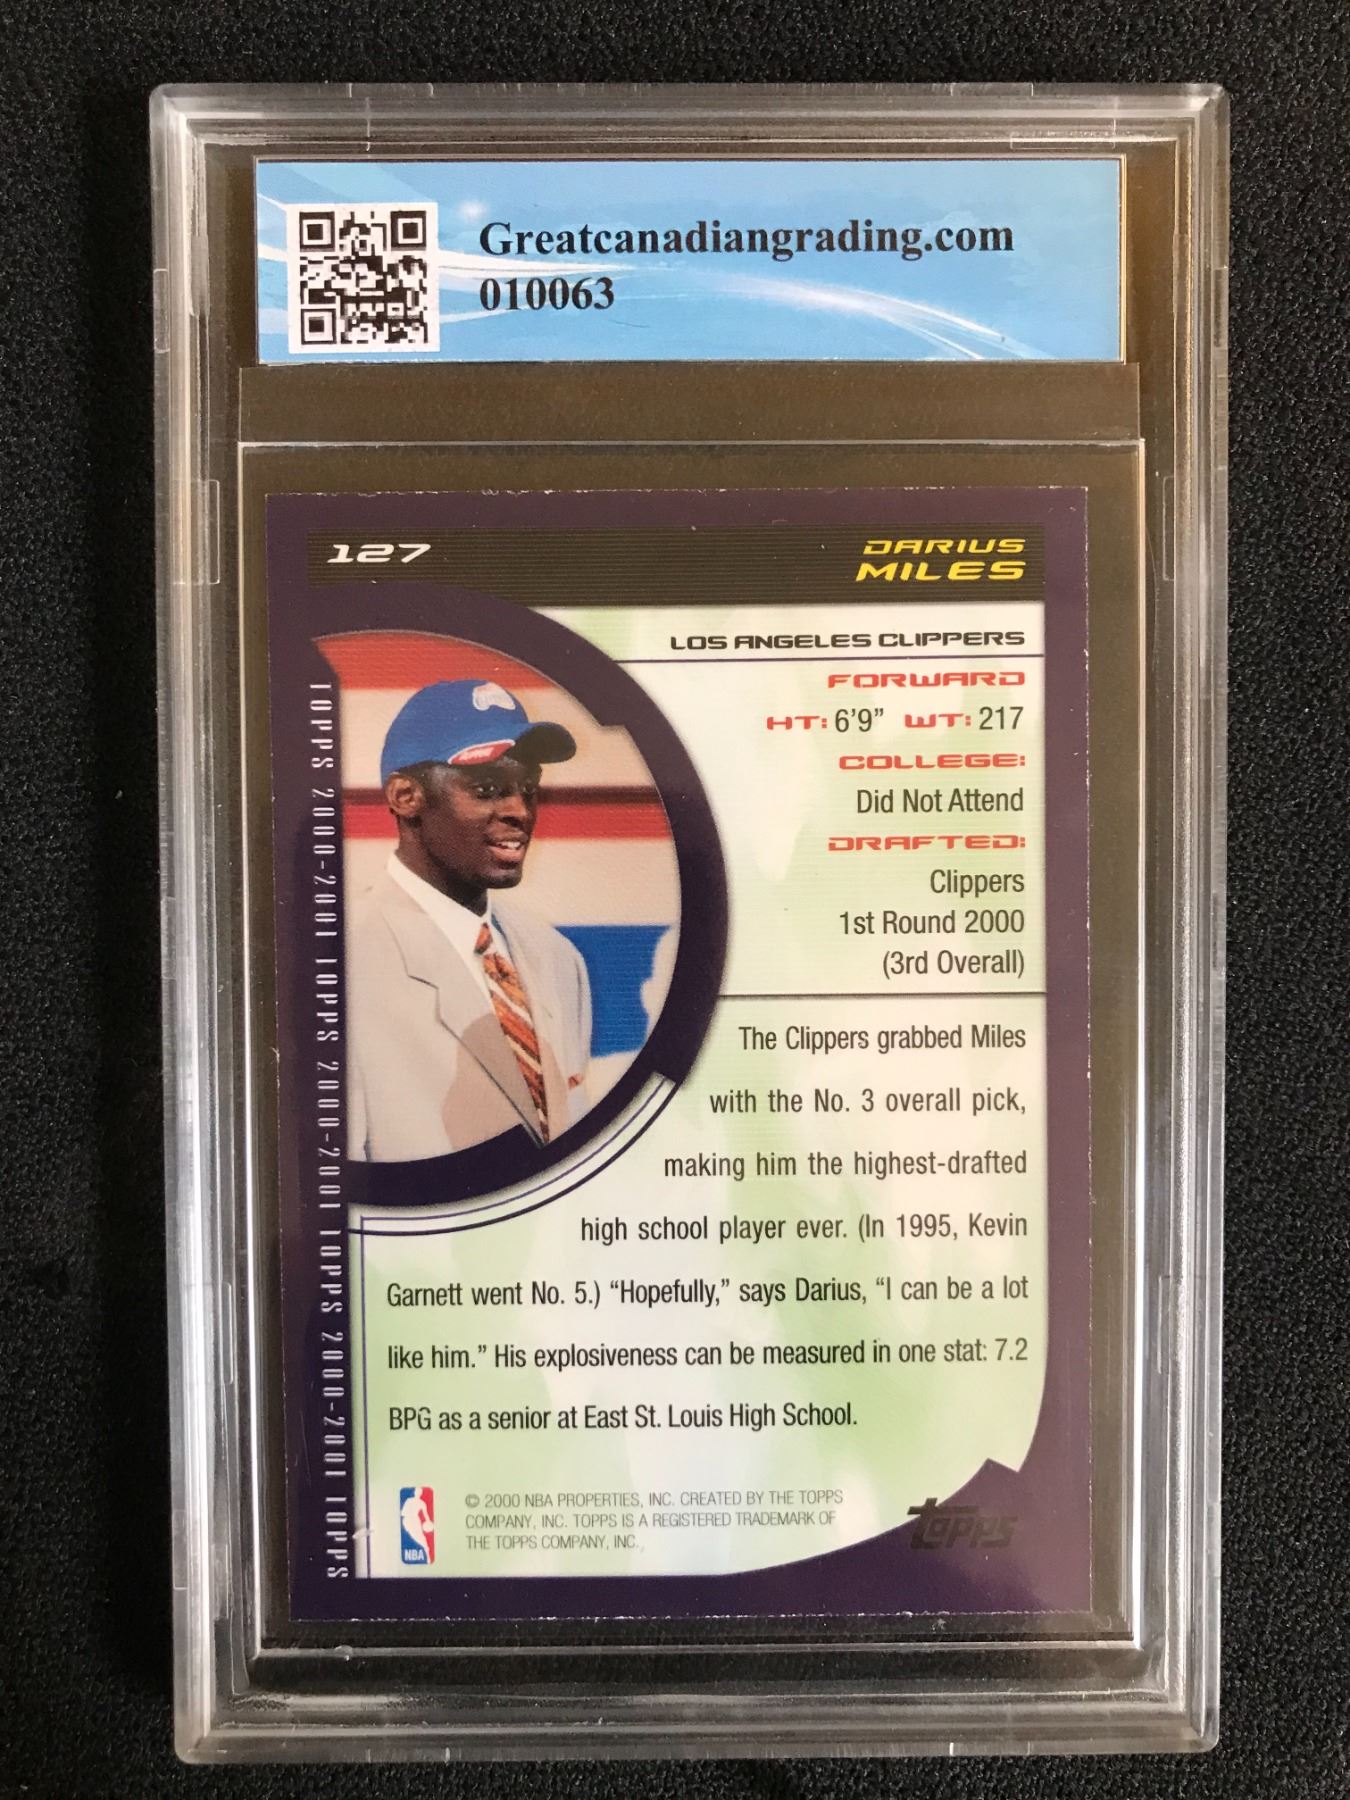 Greatcanadiangrading.com
010063
127
DARIUS
MILES
LOS ANGELES CLIPPERS
FORWARD
HT: 6'9" WT: 217
COLLEGE:
Did Not Attend
DRAFTED:
Clippers
1st Round 2000
(3rd Overall)
The Clippers grabbed Miles
with the No. 3 overall pick,
making him the highest-drafted
high school player ever. (In 1995, Kevin
Garnett went No. 5.) “Hopefully,” says Darius, “I can be a lot
like him.” His explosiveness can be measured in one stat: 7.2
BPG as a senior at East St. Louis High School.
TOPPS 2000-2001 TOPPS 2000-2001 TOPPS 2000-2001 TOPPS
NBA
© 2000 NBA PROPERTIES, INC. CREATED BY THE TOPPS
COMPANY, INC. TOPPS IS A REGISTERED TRADEMARK OF
THE TOPPS COMPANY, INC.
topps